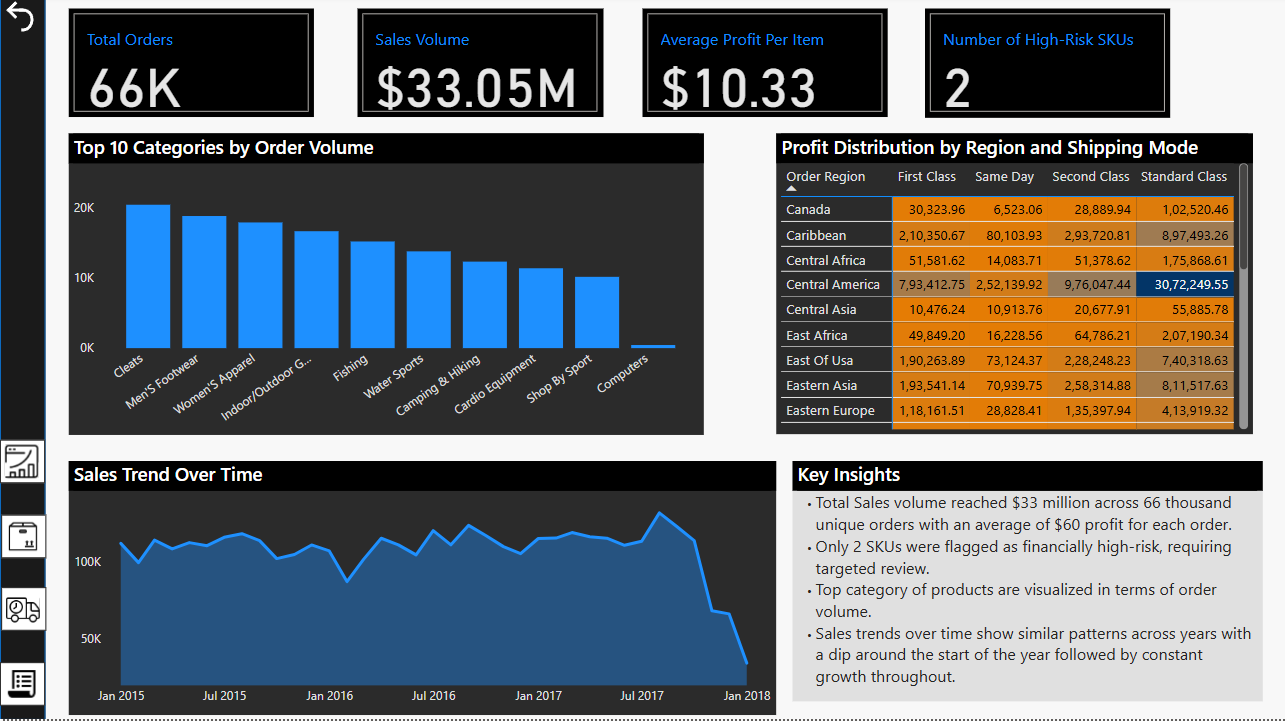 Total Orders
66K
Sales Volume
$33.05M
Average Profit Per Item
$10.33
Number of High-Risk SKUs
2
Top 10 Categories by Order Volume
20K
10K
0K
Cleats
Men'S Footwear
Women'S Apparel
Indoor/Outdoor G...
Fishing
Water Sports
Camping & Hiking
Cardio Equipment
Shop By Sport
Computers
Profit Distribution by Region and Shipping Mode
Order Region First Class Same Day Second Class Standard Class
Canada 30,323.96 6,523.06 28,889.94 1,02,520.46
Caribbean 2,10,350.67 80,103.93 2,93,720.81 8,97,493.26
Central Africa 51,581.62 14,083.71 51,378.62 1,75,868.61
Central America 7,93,412.75 2,52,139.92 9,76,047.44 30,72,249.55
Central Asia 10,476.24 10,913.76 20,677.91 55,885.78
East Africa 49,849.20 16,228.56 64,786.21 2,07,190.34
East Of Usa 1,90,263.89 73,124.37 2,28,248.23 7,40,318.63
Eastern Asia 1,93,541.14 70,939.75 2,58,314.88 8,11,517.63
Eastern Europe 1,18,161.51 28,828.41 1,35,397.94 4,13,919.32
Sales Trend Over Time
100K
50K
Jan 2015 Jul 2015 Jan 2016 Jul 2016 Jan 2017 Jul 2017 Jan 2018
Key Insights
• Total Sales volume reached $33 million across 66 thousand
unique orders with an average of $60 profit for each order.
• Only 2 SKUs were flagged as financially high-risk, requiring
targeted review.
• Top category of products are visualized in terms of order
volume.
• Sales trends over time show similar patterns across years with
a dip around the start of the year followed by constant
growth throughout.